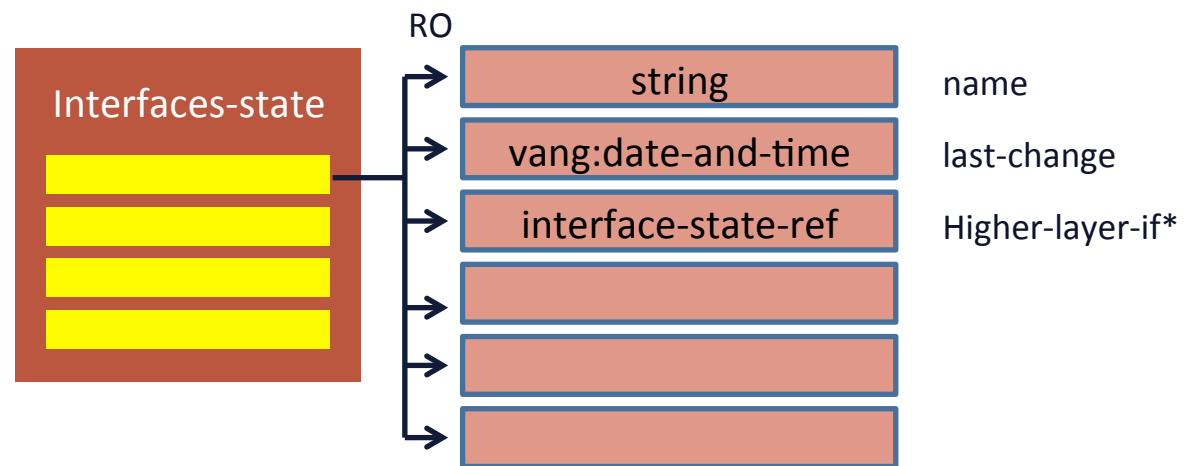 RO
Interfaces-state
string
name
vang:date-and-time
last-change
interface-state-ref
Higher-layer-if*